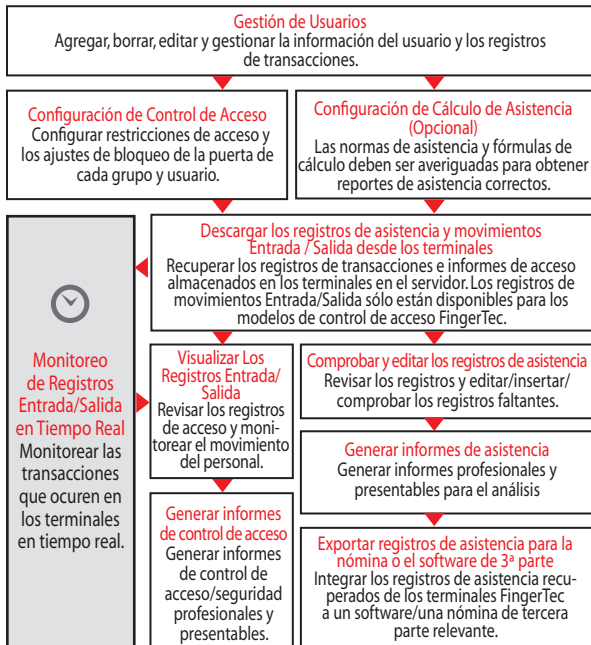 Gestión de Usuarios
Agregar, borrar, editar y gestionar la información del usuario y los registros
de transacciones.
Configuración de Control de Acceso
Configurar restricciones de acceso y
los ajustes de bloqueo de la puerta de
cada grupo y usuario.
Configuración de Cálculo de Asistencia
(Opcional)
Las normas de asistencia y fórmulas de
cálculo deben ser averiguadas para obtener
reportes de asistencia correctos.
Descargar los registros de asistencia y movimientos
Entrada / Salida desde los terminales
Recuperar los registros de transacciones e informes de acceso
almacenados en los terminales en el servidor. Los registros de
movimientos Entrada/Salida sólo están disponibles para los
modelos de control de acceso FingerTec.
Monitoreo
de Registros
Entrada/Salida
en Tiempo Real
Monitorear las
transacciones
que ocuren en
los terminales
en tiempo real.
Visualizar Los
Registros Entrada/
Salida
Revisar los registros
de acceso y moni-
torear el movimiento
del personal.
Comprobar y editar los registros de asistencia
Revisar los registros y editar/insertar/
comprobar los registros faltantes.
Generar informes de asistencia
Generar informes profesionales y
presentables para el análisis
Generar informes
de control de acceso
Generar informes
de control de
acceso/seguridad
profesionales y
presentables.
Exportar registros de asistencia para la
nómina o el software de 3ª parte
Integrar los registros de asistencia recu-
perados de los terminales FingerTec
a un software/una nómina de tercera
parte relevante.